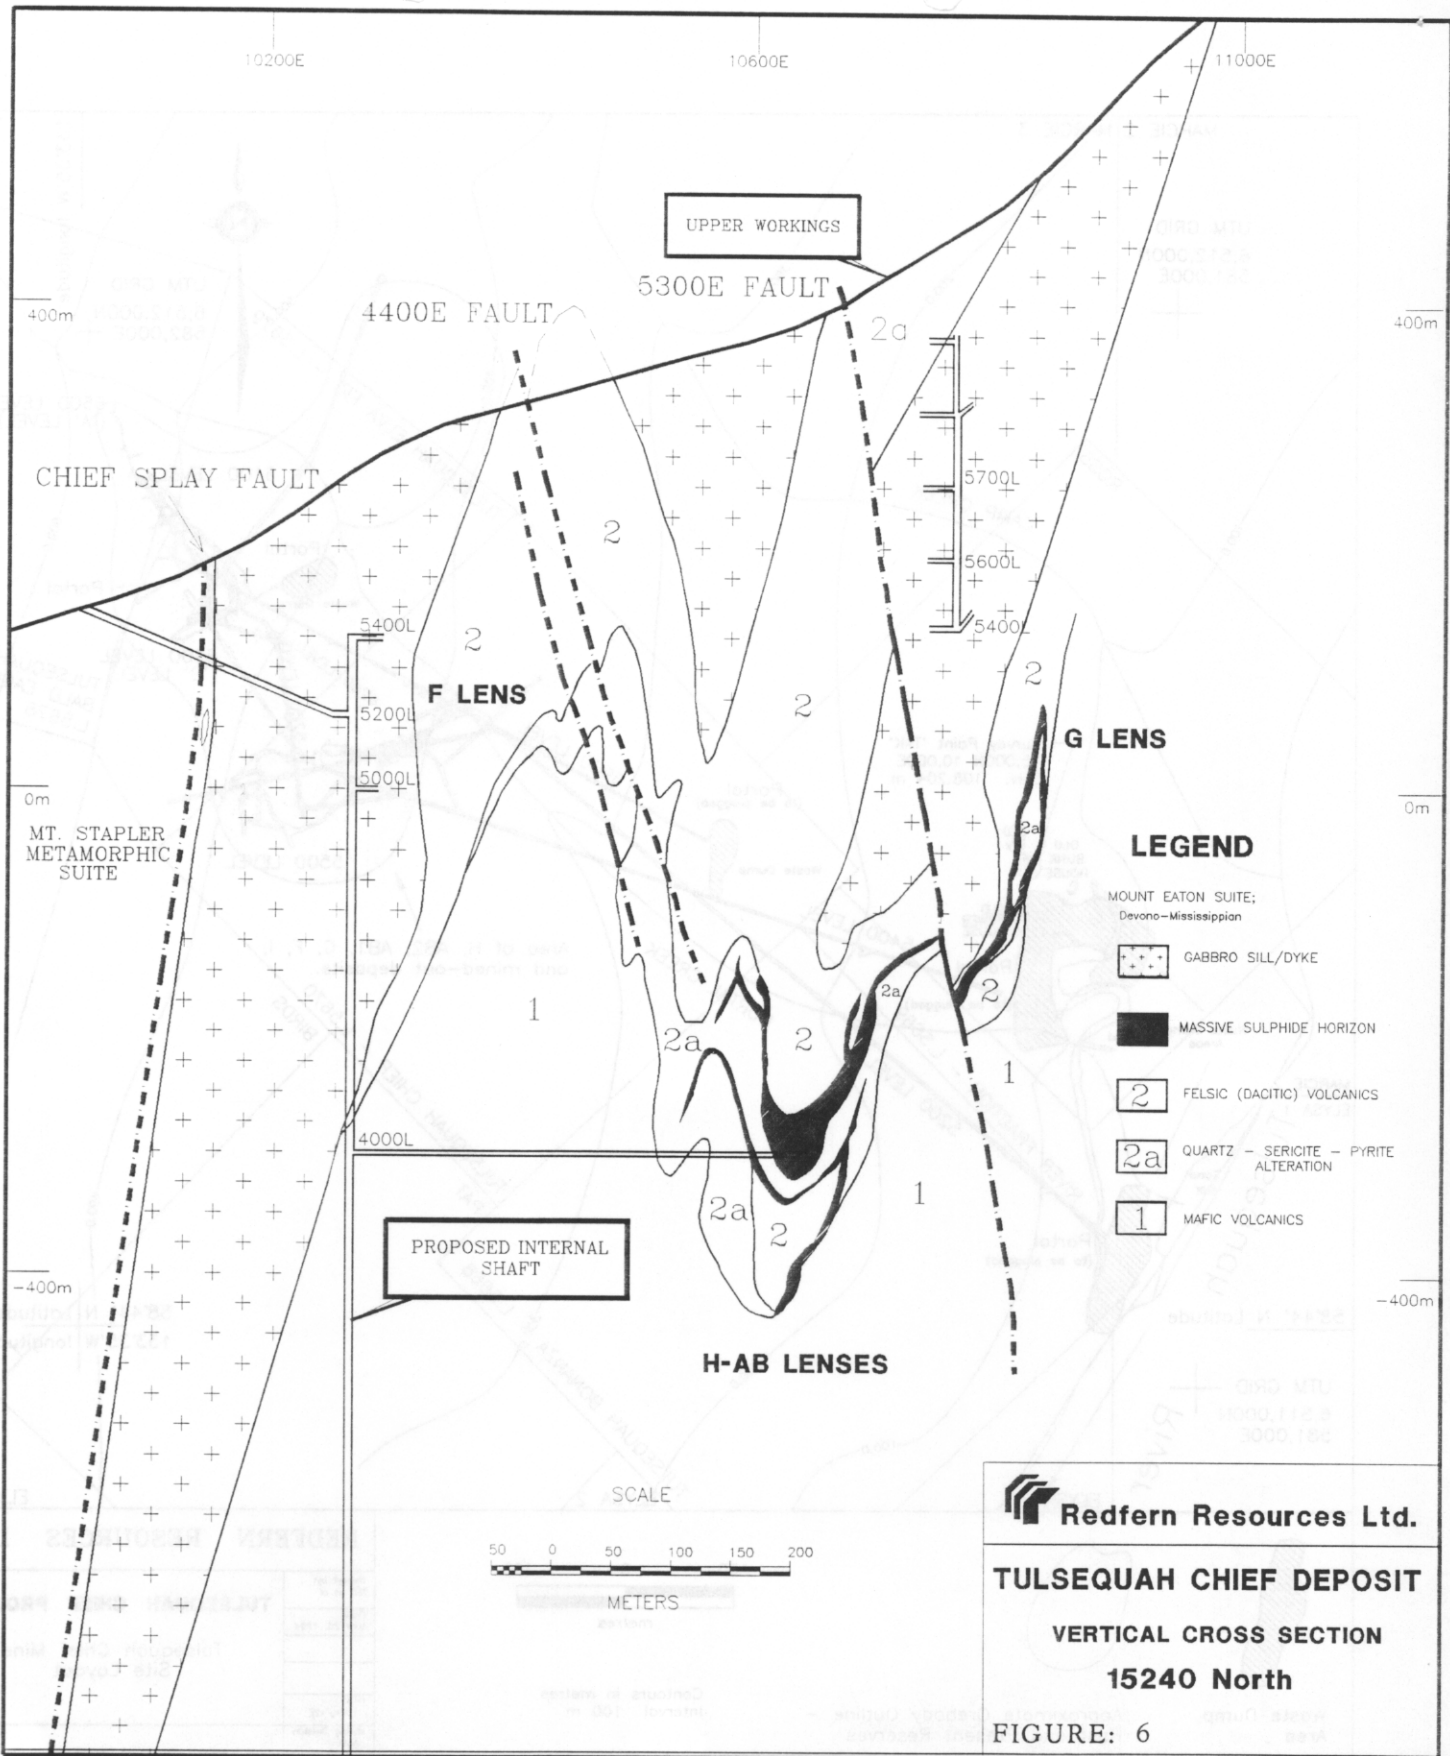 10200E
10600E
11000E
UPPER WORKINGS
5300E FAULT
4400E FAULT
400m
400m
2a
CHIEF SPLAY FAULT
5700L
2
5600L
5400L
5400L
2
2
F LENS
2
5200L
G LENS
5000L
0m
0m
MT. STAPLER
METAMORPHIC
SUITE
2a
LEGEND
MOUNT EATON SUITE;
Devono-Mississippian
GABBRO SILL/DYKE
2a
2
1
2a
2
MASSIVE SULPHIDE HORIZON
1
2 FELSIC (DACITIC) VOLCANICS
4000L
2a QUARTZ - SERICITE - PYRITE
ALTERATION
1
2a
2
1 MAFIC VOLCANICS
PROPOSED INTERNAL
SHAFT
-400m
-400m
H-AB LENSES
SCALE
50 0 50 100 150 200
METERS
Redfern Resources Ltd.
TULSEQUAH CHIEF DEPOSIT
VERTICAL CROSS SECTION
15240 North
FIGURE: 6